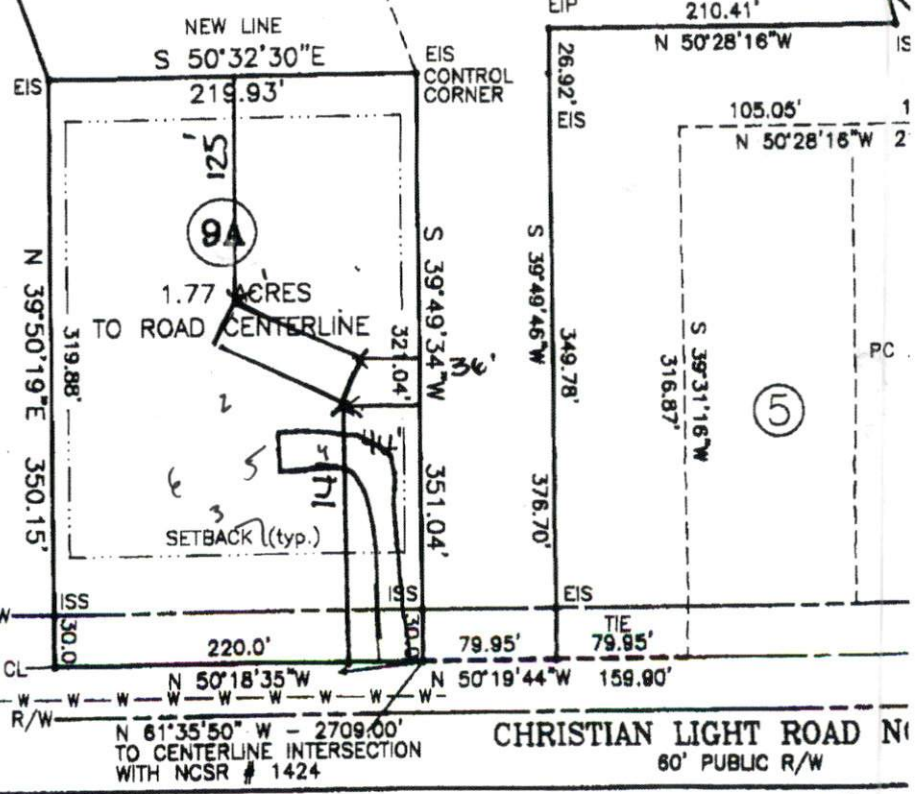 NEW LINE
S 50°32'30"E
219.93'
EIS
EIS
CONTROL
CORNER
EIP
210.41'
N 50°28'16"W
IS
26.92'
EIS
105.05'
N 50°28'16"W
125'
9A
1.77 ACRES
TO ROAD CENTERLINE
N 39°50'19"E 350.15'
319.88'
321.04'
S 39°49'34"W 351.04'
36'
S 39°49'46"W 376.70'
349.78'
S 39°31'16"W
316.87'
PC
5
2
5
6
3
SETBACK (typ.)
ISS
ISS
EIS
30.0
30.0
TIE
220.0'
79.95'
79.95'
CL
N 50°18'35"W
N 50°19'44"W 159.90'
W W W W W W W W
R/W
N 61°35'50" W - 2709.00'
TO CENTERLINE INTERSECTION
WITH NCSR # 1424
CHRISTIAN LIGHT ROAD
60' PUBLIC R/W